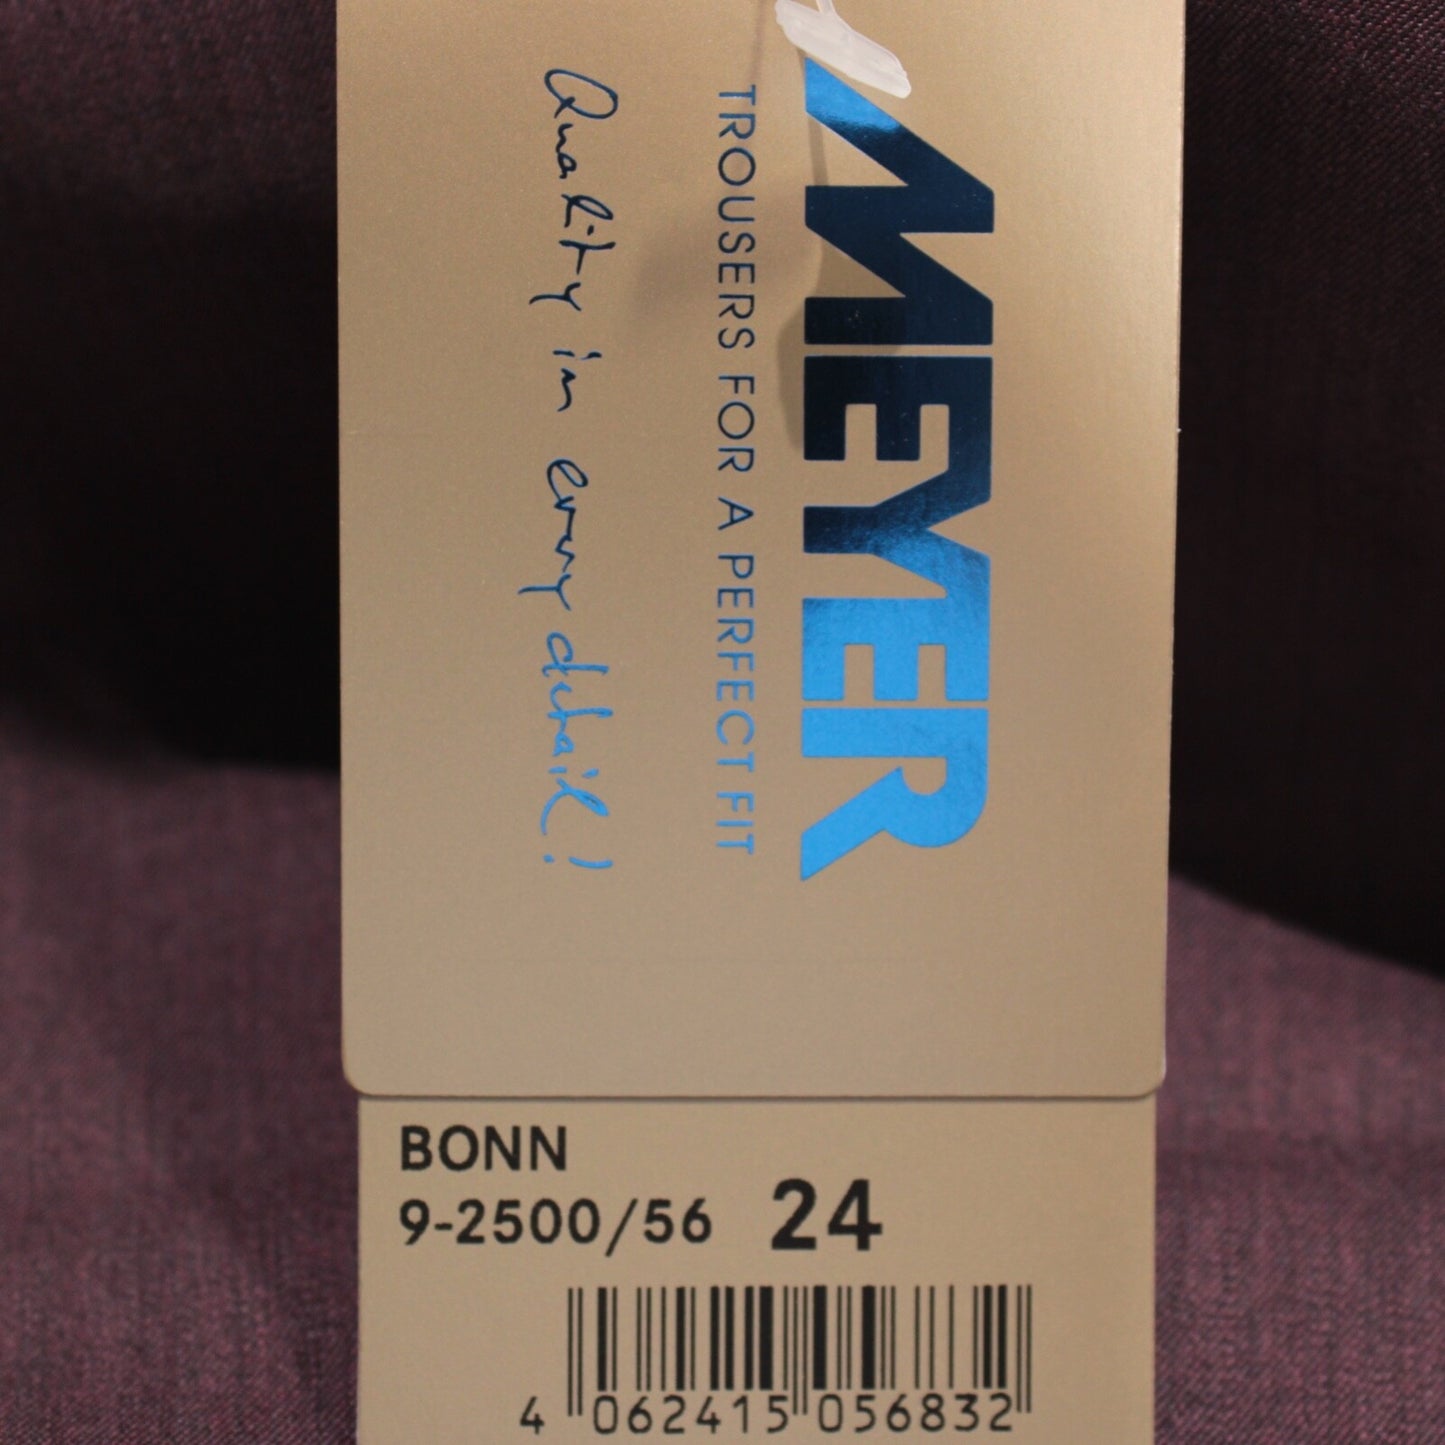 MEYER
TROUSERS FOR A PERFECT FIT
Quality in every detail!
BONN
9-2500/56 24
4 062415 056832